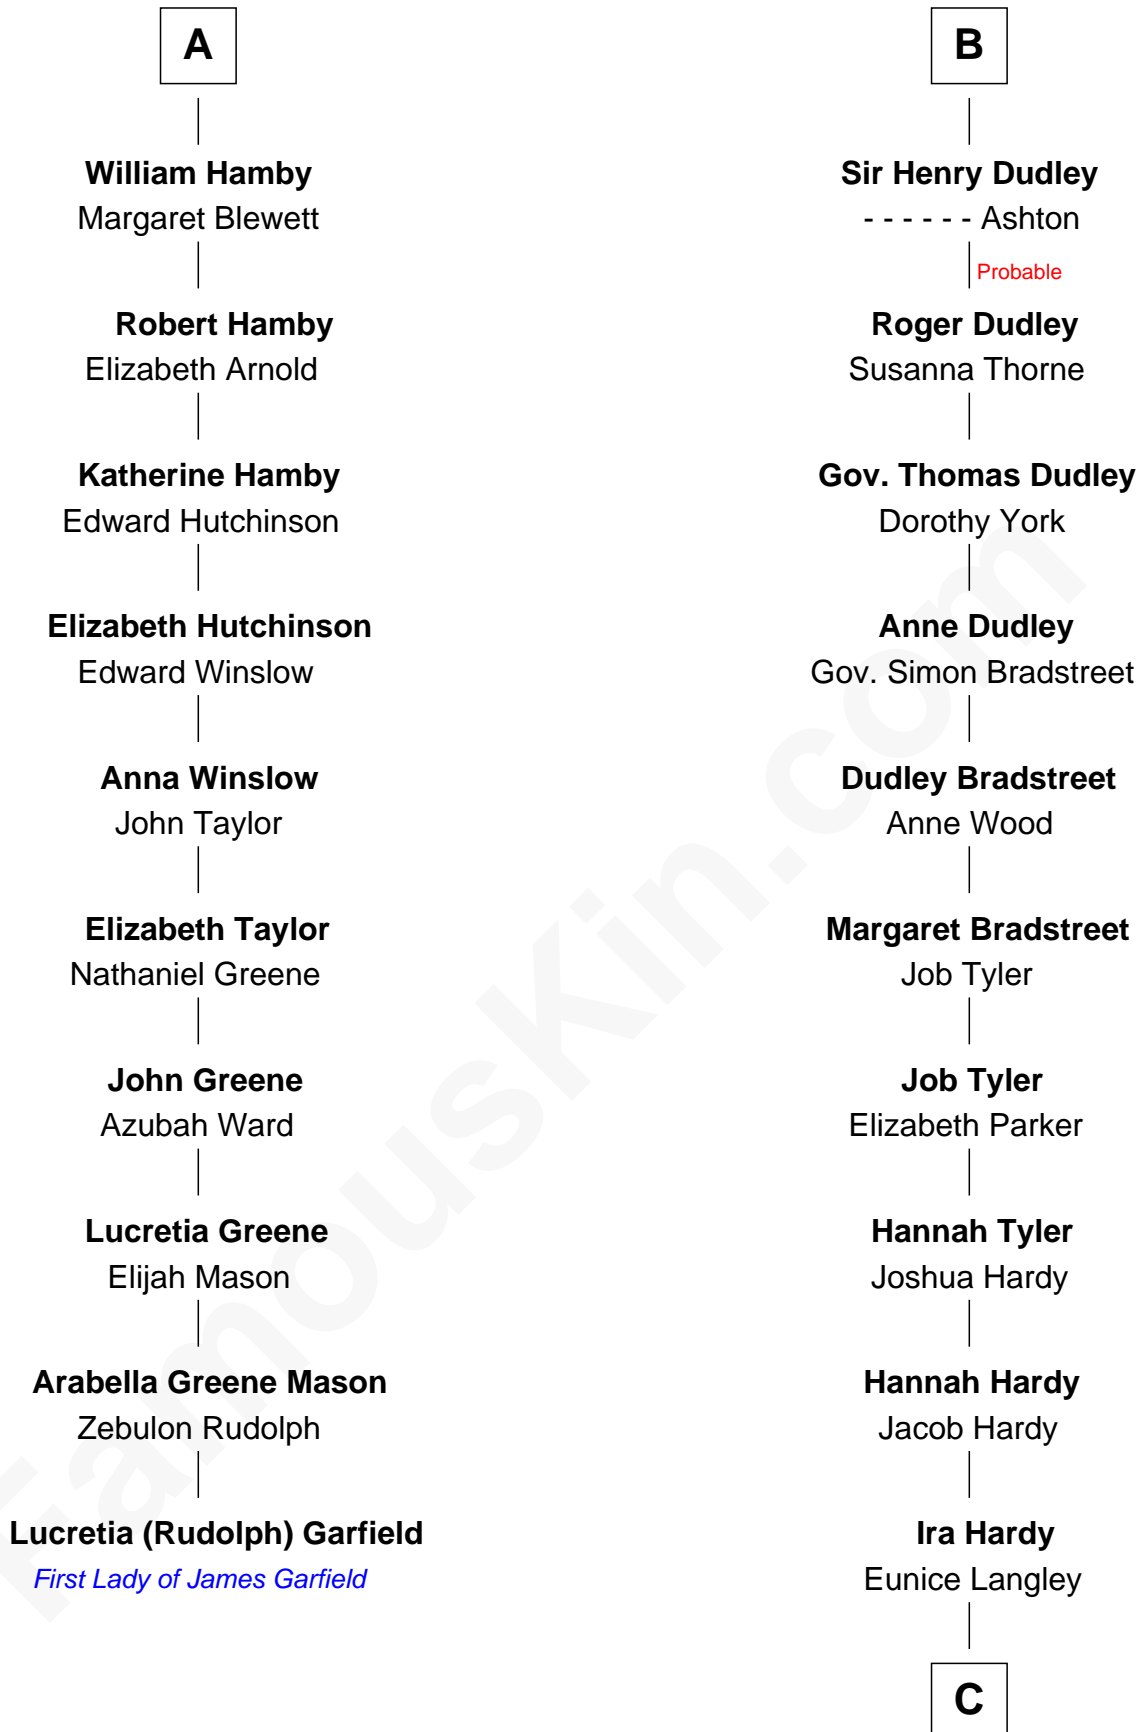 A
William Hamby
Margaret Blewett
Robert Hamby
Elizabeth Arnold
Katherine Hamby
Edward Hutchinson
Elizabeth Hutchinson
Edward Winslow
Anna Winslow
John Taylor
Elizabeth Taylor
Nathaniel Greene
John Greene
Azubah Ward
Lucretia Greene
Elijah Mason
Arabella Greene Mason
Zebulon Rudolph
Lucretia (Rudolph) Garfield
First Lady of James Garfield
B
Sir Henry Dudley
- - - - - - Ashton
Probable
Roger Dudley
Susanna Thorne
Gov. Thomas Dudley
Dorothy York
Anne Dudley
Gov. Simon Bradstreet
Dudley Bradstreet
Anne Wood
Margaret Bradstreet
Job Tyler
Job Tyler
Elizabeth Parker
Hannah Tyler
Joshua Hardy
Hannah Hardy
Jacob Hardy
Ira Hardy
Eunice Langley
C
FamousKin.com